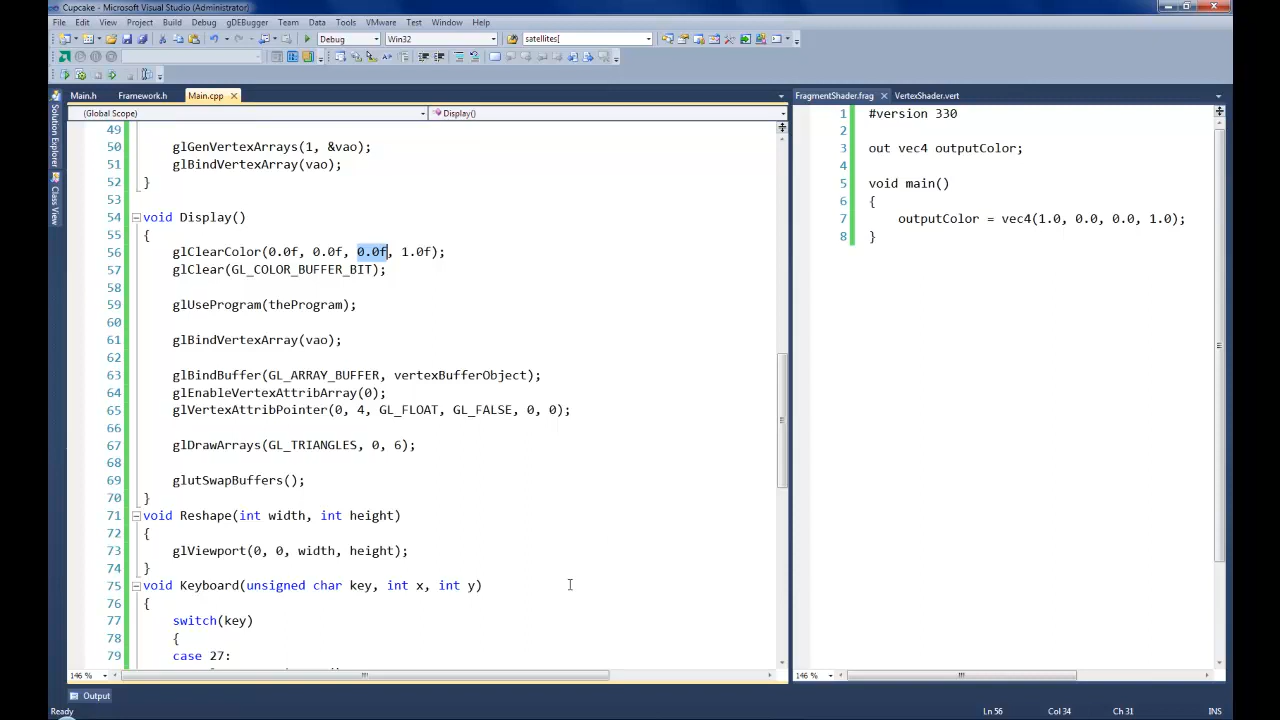 Cupcake - Microsoft Visual Studio (Administrator)
File Edit View Project Build Debug gDEBugger Team Data Tools VMware Test Window Help
Debug Win32 satellites[
Main.h Framework.h Main.cpp
(Global Scope) Display()
49
50 glGenVertexArrays(1, &vao);
51 glBindVertexArray(vao);
52 }
53
54 void Display()
55 {
56 glClearColor(0.0f, 0.0f, 0.0f, 1.0f);
57 glClear(GL_COLOR_BUFFER_BIT);
58
59 glUseProgram(theProgram);
60
61 glBindVertexArray(vao);
62
63 glBindBuffer(GL_ARRAY_BUFFER, vertexBufferObject);
64 glEnableVertexAttribArray(0);
65 glVertexAttribPointer(0, 4, GL_FLOAT, GL_FALSE, 0, 0);
66
67 glDrawArrays(GL_TRIANGLES, 0, 6);
68
69 glutSwapBuffers();
70 }
71 void Reshape(int width, int height)
72 {
73 glViewport(0, 0, width, height);
74 }
75 void Keyboard(unsigned char key, int x, int y)
76 {
77 switch(key)
78 {
79 case 27:
146 %
FragmentShader.frag VertexShader.vert
1 #version 330
2
3 out vec4 outputColor;
4
5 void main()
6 {
7 outputColor = vec4(1.0, 0.0, 0.0, 1.0);
8 }
146 %
Solution Explorer
Class View
Output
Ready Ln 56 Col 34 Ch 31 INS